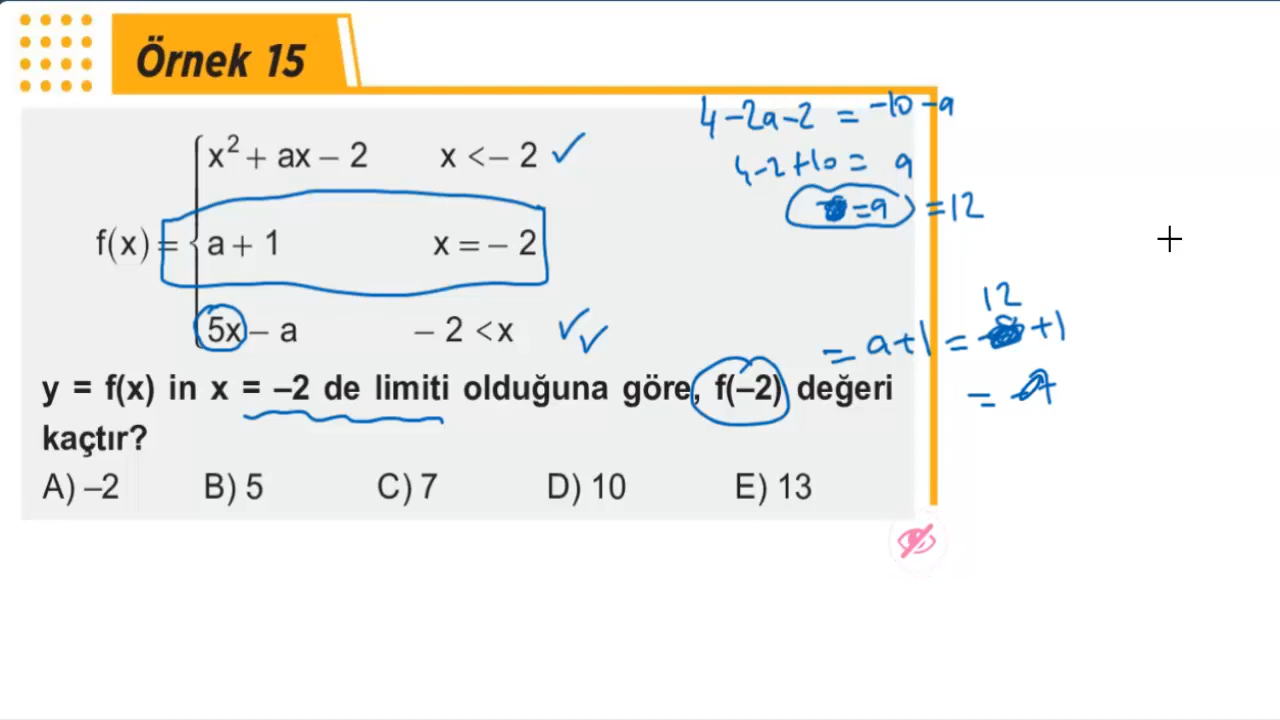 Örnek 15
4-2a-2 = -10-a
x² + ax – 2 x < – 2 ✓
4-2+10 = a
=a = 12
f(x) = a + 1 x = – 2
12
5x – a – 2 < x ✓✓
= a+1 = +1
y = f(x) in x = –2 de limiti olduğuna göre, f(–2) değeri
=
kaçtır?
A) –2 B) 5 C) 7 D) 10 E) 13